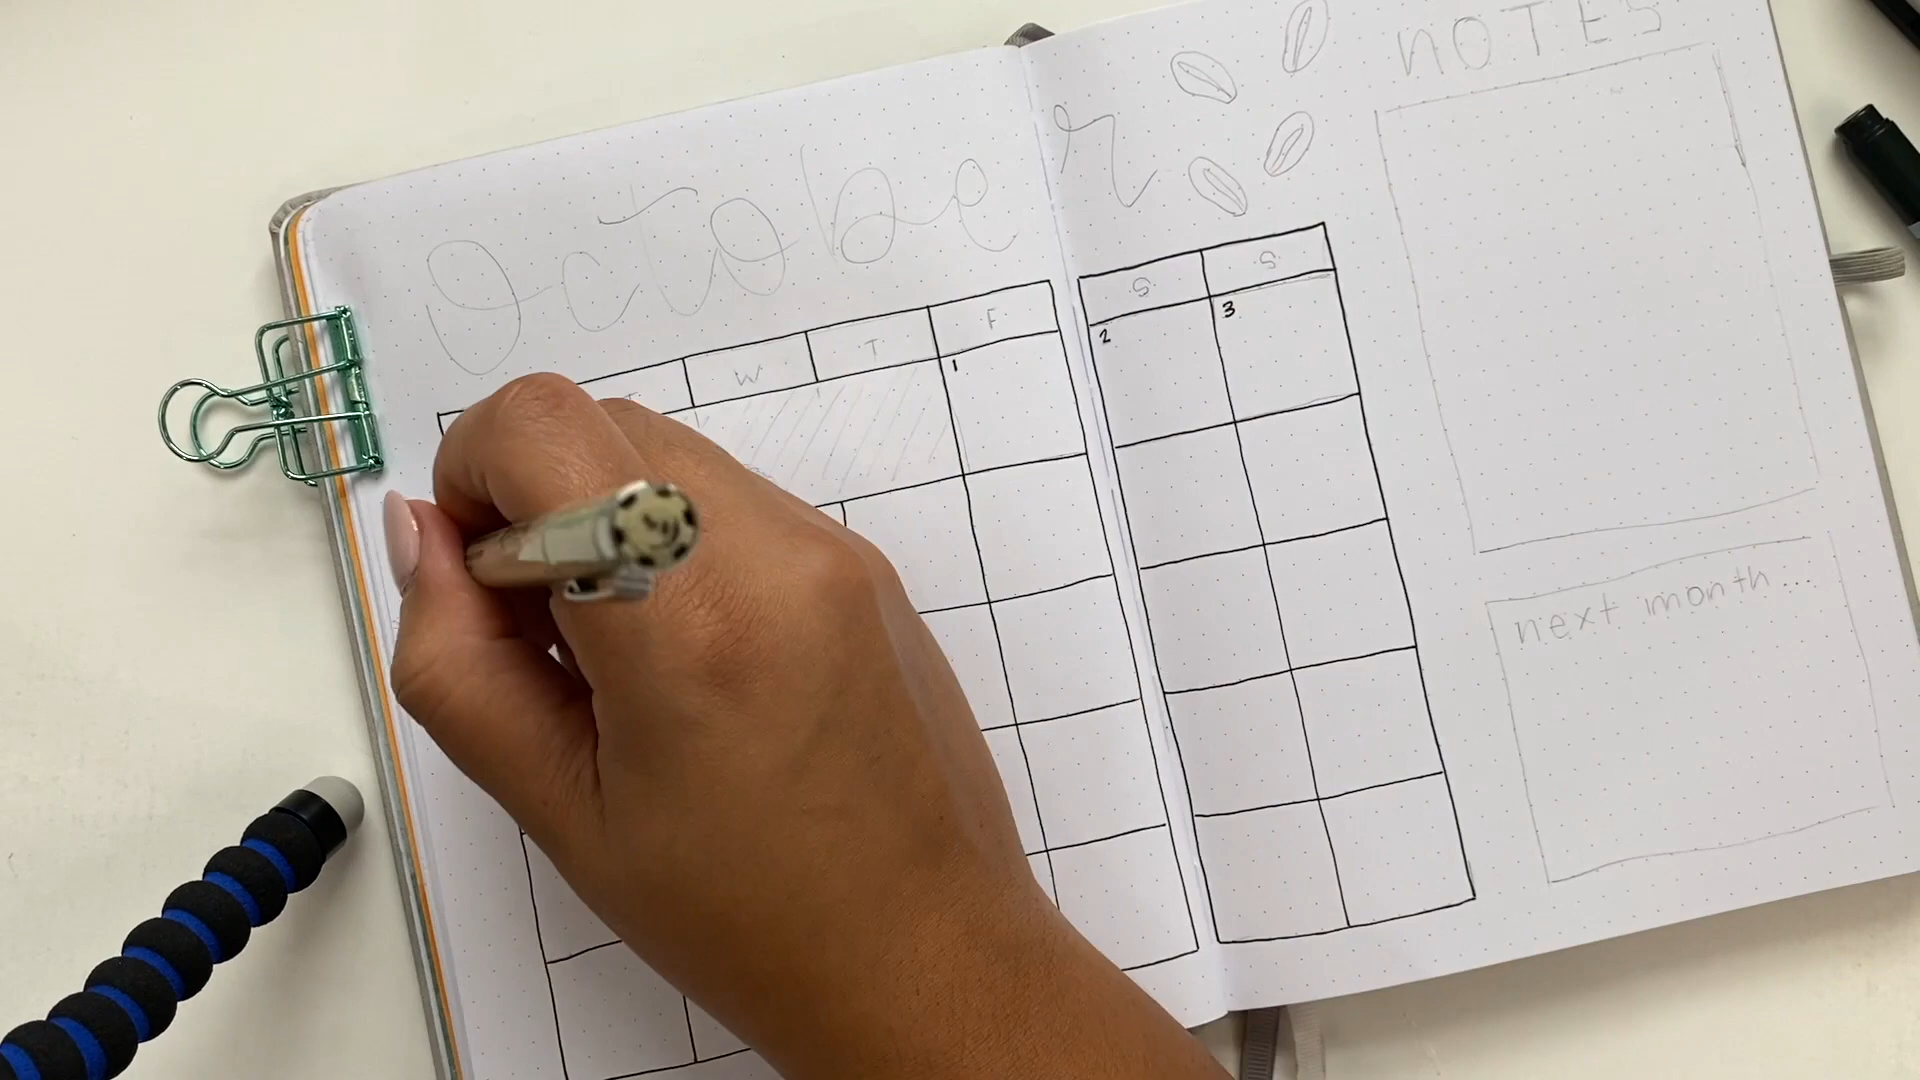 October
NOTES
T W T F S S
1 2 3
next month...